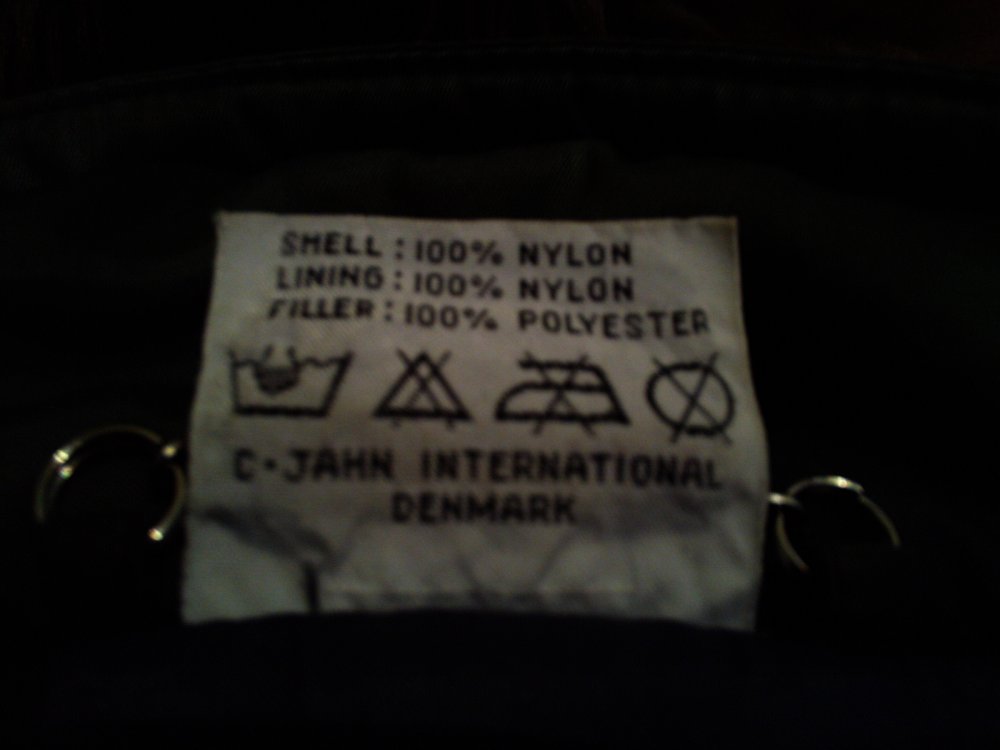 SHELL : 100% NYLON
LINING : 100% NYLON
FILLER : 100% POLYESTER
C·JAHN INTERNATIONAL
DENMARK